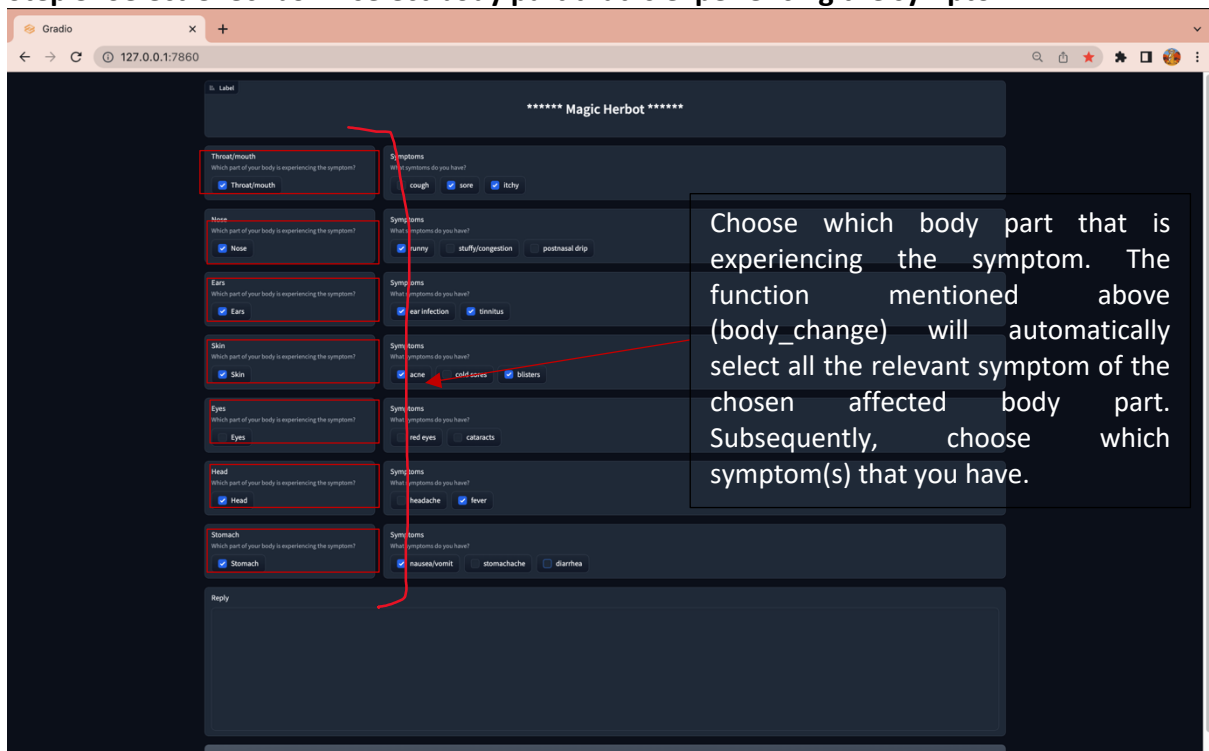 Gradio
127.0.0.1:7860
Label
****** Magic Herbot ******
Throat/mouth
Which part of your body is experiencing the symptom?
Throat/mouth
Symptoms
What symtoms do you have?
cough sore itchy
Nose
Which part of your body is experiencing the symptom?
Nose
Symptoms
What symptoms do you have?
runny stuffy/congestion postnasal drip
Ears
Which part of your body is experiencing the symptom?
Ears
Symptoms
What symptoms do you have?
ear infection tinnitus
Skin
Which part of your body is experiencing the symptom?
Skin
Symptoms
What symptoms do you have?
acne cold sores blisters
Eyes
Which part of your body is experiencing the symptom?
Eyes
Symptoms
What symptoms do you have?
red eyes cataracts
Head
Which part of your body is experiencing the symptom?
Head
Symptoms
What symptoms do you have?
headache fever
Stomach
Which part of your body is experiencing the symptom?
Stomach
Symptoms
What symptoms do you have?
nausea/vomit stomachache diarrhea
Reply
Choose which body part that is
experiencing the symptom. The
function mentioned above
(body_change) will automatically
select all the relevant symptom of the
chosen affected body part.
Subsequently, choose which
symptom(s) that you have.